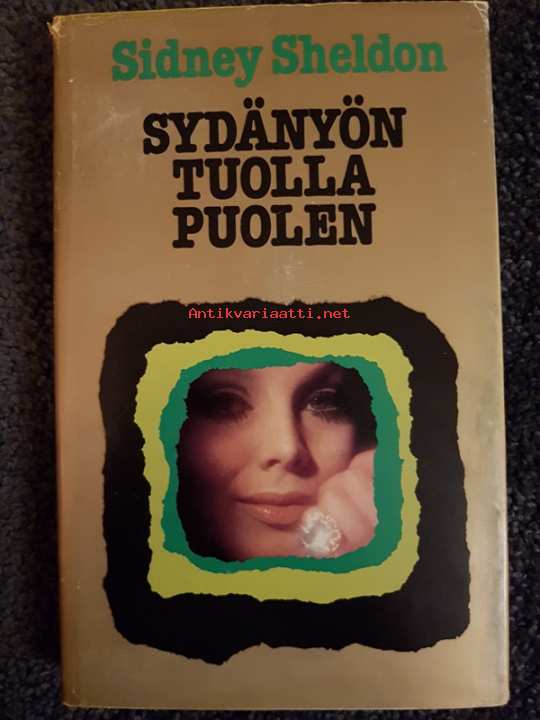 Sidney Sheldon
SYDÄNYÖN
TUOLLA
PUOLEN
Antikvariaatti.net